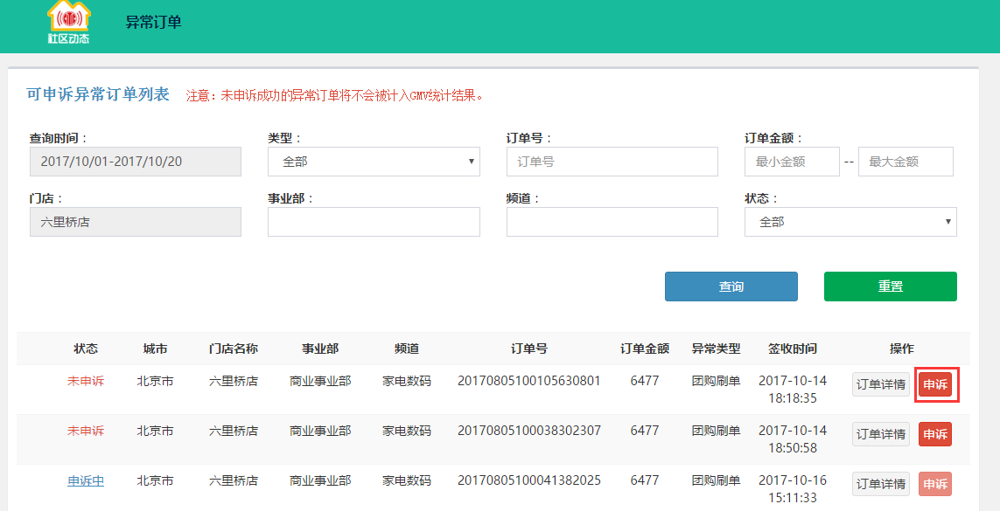 社区动态
异常订单
可申诉异常订单列表 注意：未申诉成功的异常订单将不会被计入GMV统计结果。
查询时间： 类型： 订单号： 订单金额：
2017/10/01-2017/10/20 全部 订单号 最小金额 -- 最大金额
门店： 事业部： 频道： 状态：
六里桥店 全部
查询 重置
状态 城市 门店名称 事业部 频道 订单号 订单金额 异常类型 签收时间 操作
未申诉 北京市 六里桥店 商业事业部 家电数码 20170805100105630801 6477 团购刷单 2017-10-14 订单详情 申诉
18:18:35
未申诉 北京市 六里桥店 商业事业部 家电数码 20170805100038302307 6477 团购刷单 2017-10-14 订单详情 申诉
18:50:58
申诉中 北京市 六里桥店 商业事业部 家电数码 20170805100041382025 6477 团购刷单 2017-10-16 订单详情 申诉
15:11:33